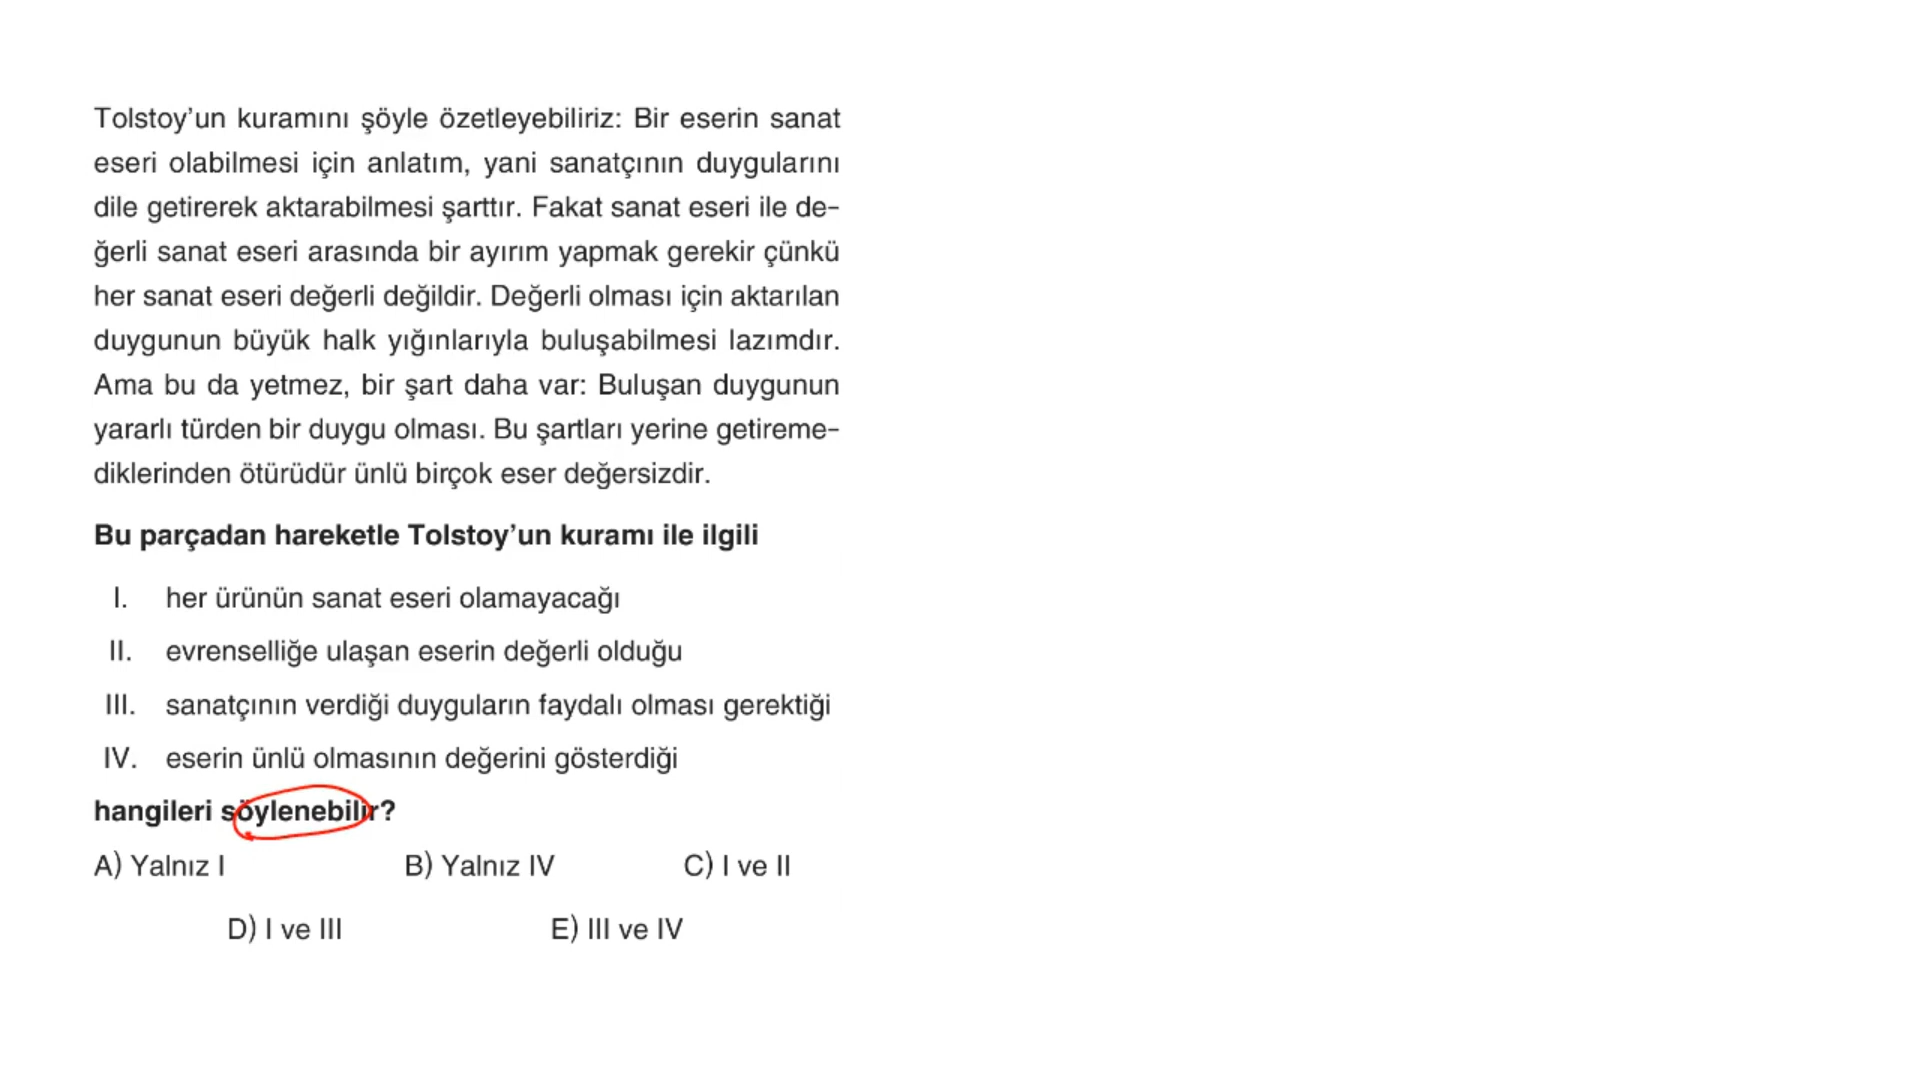 Tolstoy’un kuramını şöyle özetleyebiliriz: Bir eserin sanat
eseri olabilmesi için anlatım, yani sanatçının duygularını
dile getirerek aktarabilmesi şarttır. Fakat sanat eseri ile de-
ğerli sanat eseri arasında bir ayırım yapmak gerekir çünkü
her sanat eseri değerli değildir. Değerli olması için aktarılan
duygunun büyük halk yığınlarıyla buluşabilmesi lazımdır.
Ama bu da yetmez, bir şart daha var: Buluşan duygunun
yararlı türden bir duygu olması. Bu şartları yerine getireme-
diklerinden ötürüdür ünlü birçok eser değersizdir.
Bu parçadan hareketle Tolstoy’un kuramı ile ilgili
I. her ürünün sanat eseri olamayacağı
II. evrenselliğe ulaşan eserin değerli olduğu
III. sanatçının verdiği duyguların faydalı olması gerektiği
IV. eserin ünlü olmasının değerini gösterdiği
hangileri söylenebilir?
A) Yalnız I B) Yalnız IV C) I ve II
D) I ve III E) III ve IV